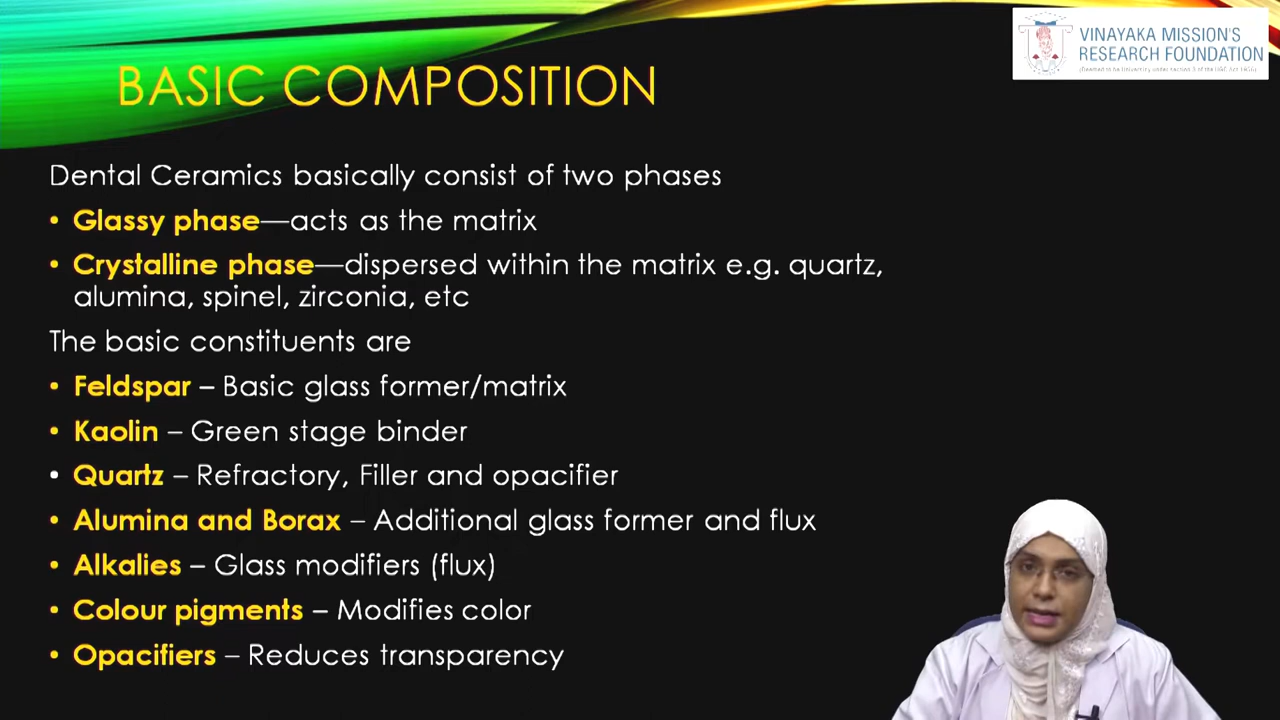 VINAYAKA MISSION'S
RESEARCH FOUNDATION
BASIC COMPOSITION
Dental Ceramics basically consist of two phases
• Glassy phase—acts as the matrix
• Crystalline phase—dispersed within the matrix e.g. quartz,
alumina, spinel, zirconia, etc
The basic constituents are
• Feldspar – Basic glass former/matrix
• Kaolin – Green stage binder
• Quartz – Refractory, Filler and opacifier
• Alumina and Borax – Additional glass former and flux
• Alkalies – Glass modifiers (flux)
• Colour pigments – Modifies color
• Opacifiers – Reduces transparency